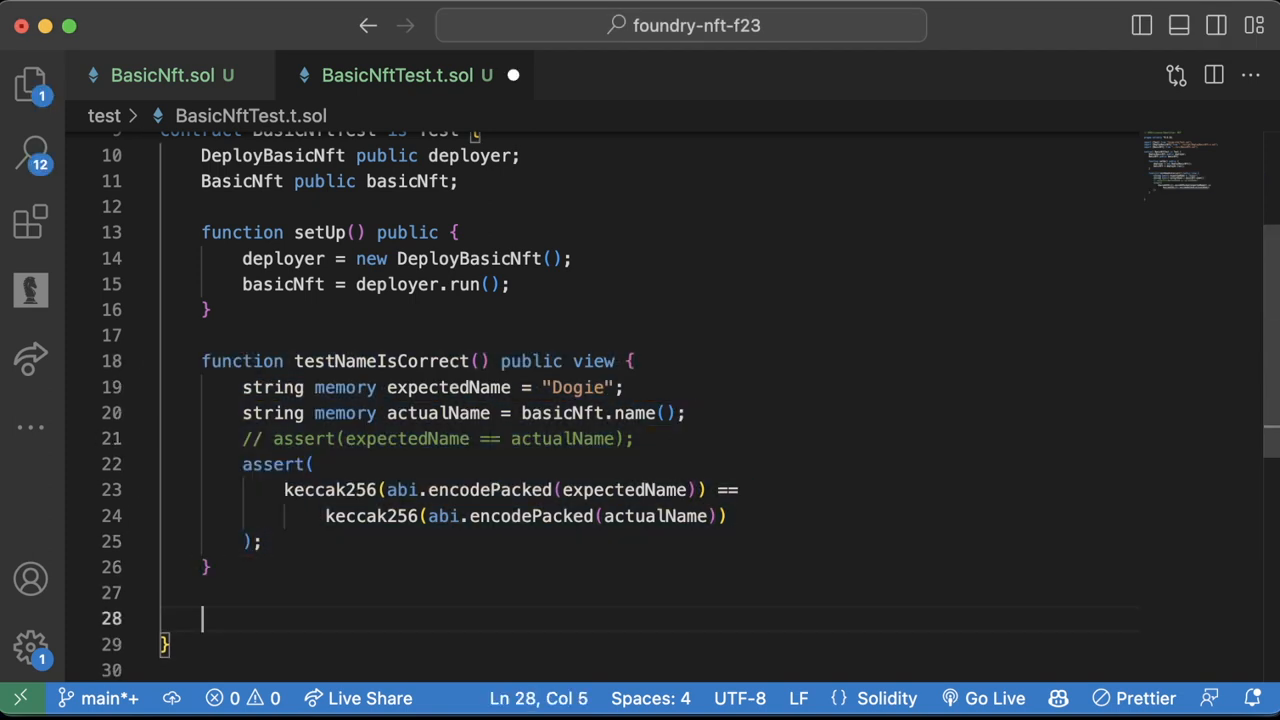 foundry-nft-f23
BasicNft.sol U
BasicNftTest.t.sol U
test > BasicNftTest.t.sol
9 contract BasicNftTest is Test {
10 DeployBasicNft public deployer;
11 BasicNft public basicNft;
12
13 function setUp() public {
14 deployer = new DeployBasicNft();
15 basicNft = deployer.run();
16 }
17
18 function testNameIsCorrect() public view {
19 string memory expectedName = "Dogie";
20 string memory actualName = basicNft.name();
21 // assert(expectedName == actualName);
22 assert(
23 keccak256(abi.encodePacked(expectedName)) ==
24 keccak256(abi.encodePacked(actualName))
25 );
26 }
27
28
29 }
30
1
12
1
main*+ 0 0 Live Share Ln 28, Col 5 Spaces: 4 UTF-8 LF {} Solidity Go Live Prettier